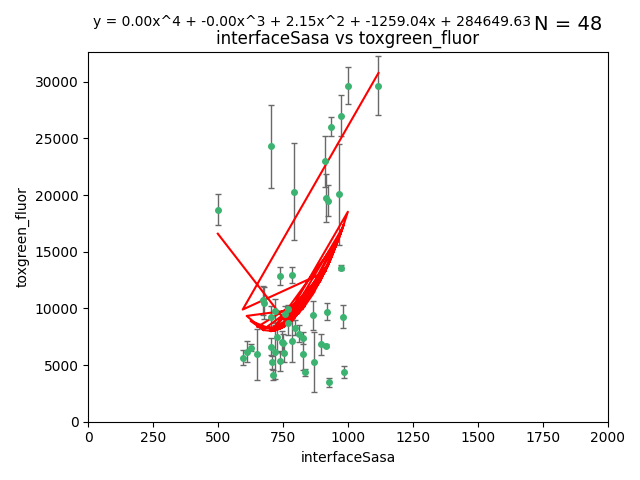 y = 0.00x^4 + -0.00x^3 + 2.15x^2 + -1259.04x + 284649.63 N = 48
interfaceSasa vs toxgreen_fluor
30000
25000
20000
15000
10000
5000
0
toxgreen_fluor
0 250 500 750 1000 1250 1500 1750 2000
interfaceSasa